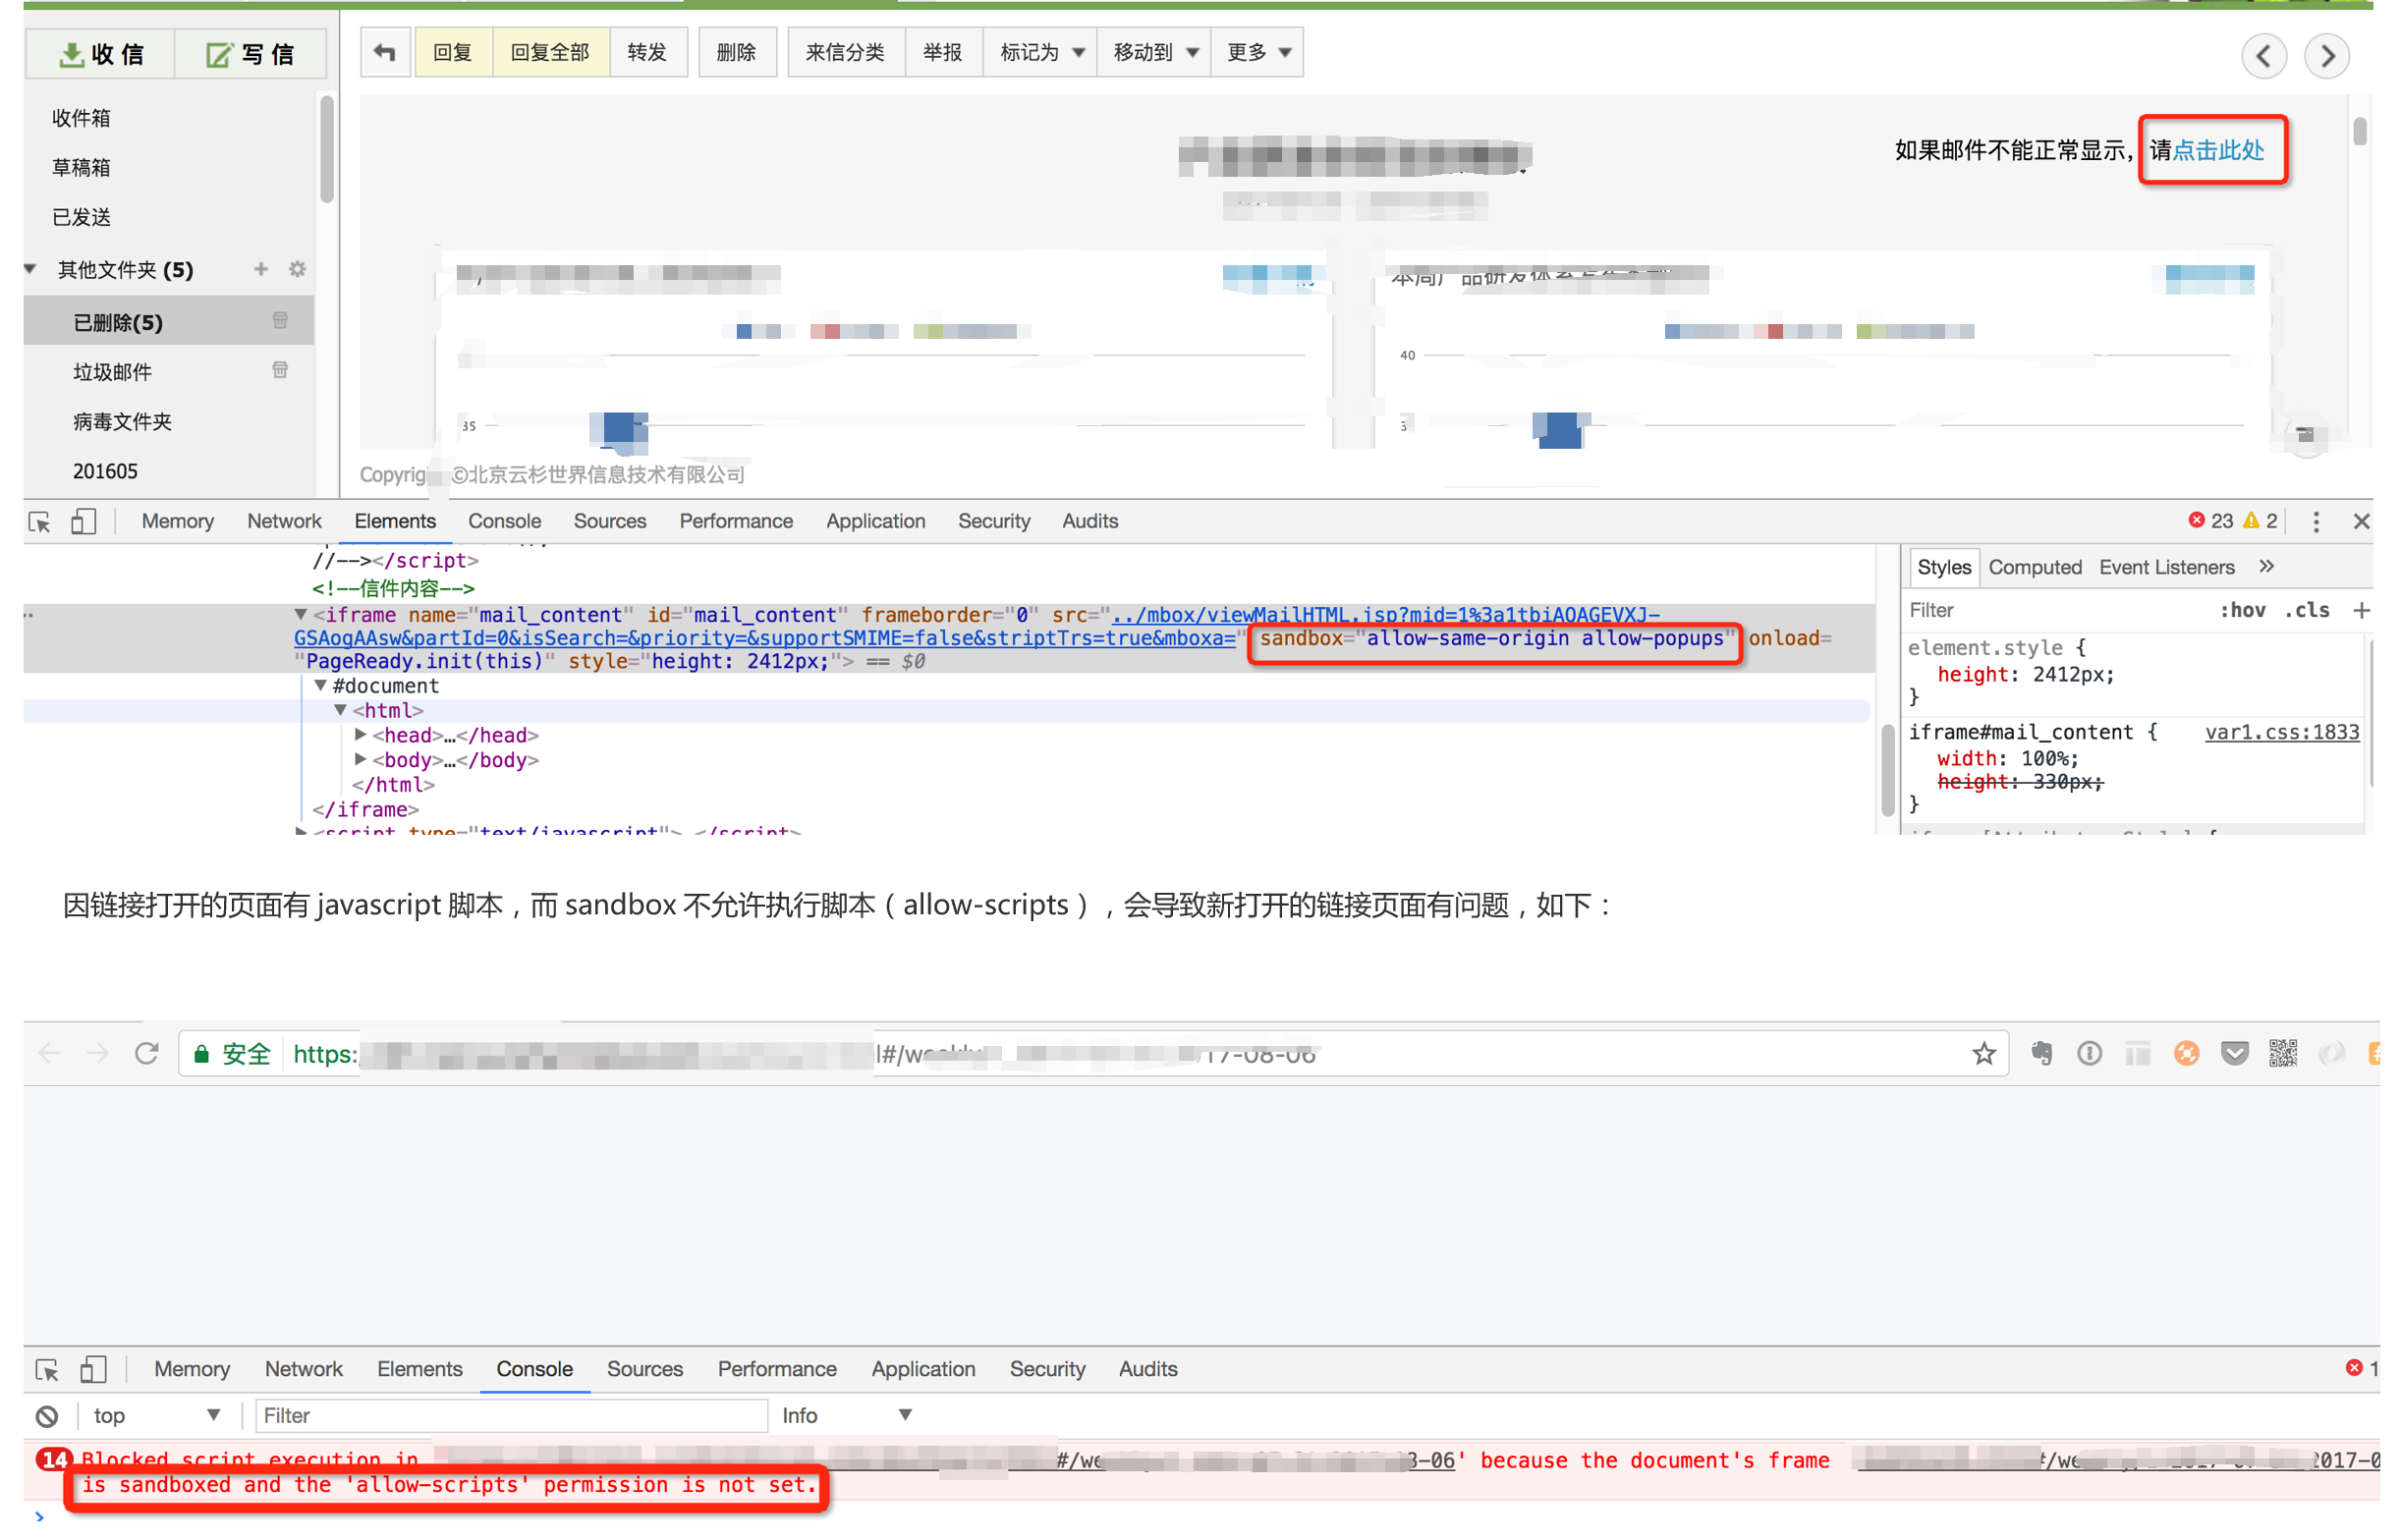 收 信 写 信
回复 回复全部 转发 删除 来信分类 举报 标记为 移动到 更多
收件箱
草稿箱
已发送
其他文件夹 (5)
已删除(5)
垃圾邮件
病毒文件夹
201605
如果邮件不能正常显示，请点击此处
40
35
©北京云杉世界信息技术有限公司
Memory Network Elements Console Sources Performance Application Security Audits 23 2
//--></script>
<!--信件内容-->
<iframe name="mail_content" id="mail_content" frameborder="0" src="../mbox/viewMailHTML.jsp?mid=1%3a1tbiAOAGEVXJ-
GSAogAAsw&partId=0&isSearch=&priority=&supportSMIME=false&stripTrs=true&mboxa=" sandbox="allow-same-origin allow-popups" onload=
"PageReady.init(this)" style="height: 2412px;"> == $0
#document
<html>
<head>…</head>
<body>…</body>
</html>
</iframe>
<script type="text/javascript"> </script>
Styles Computed Event Listeners »
Filter :hov .cls +
element.style {
height: 2412px;
}
iframe#mail_content { var1.css:1833
width: 100%;
height: 330px;
}
因链接打开的页面有 javascript 脚本，而 sandbox 不允许执行脚本（allow-scripts），会导致新打开的链接页面有问题，如下：
安全 https:
17-08-06
Memory Network Elements Console Sources Performance Application Security Audits 1
top Filter Info
14 Blocked script execution in #/we 3-06' because the document's frame #/we 2017-0
is sandboxed and the 'allow-scripts' permission is not set.